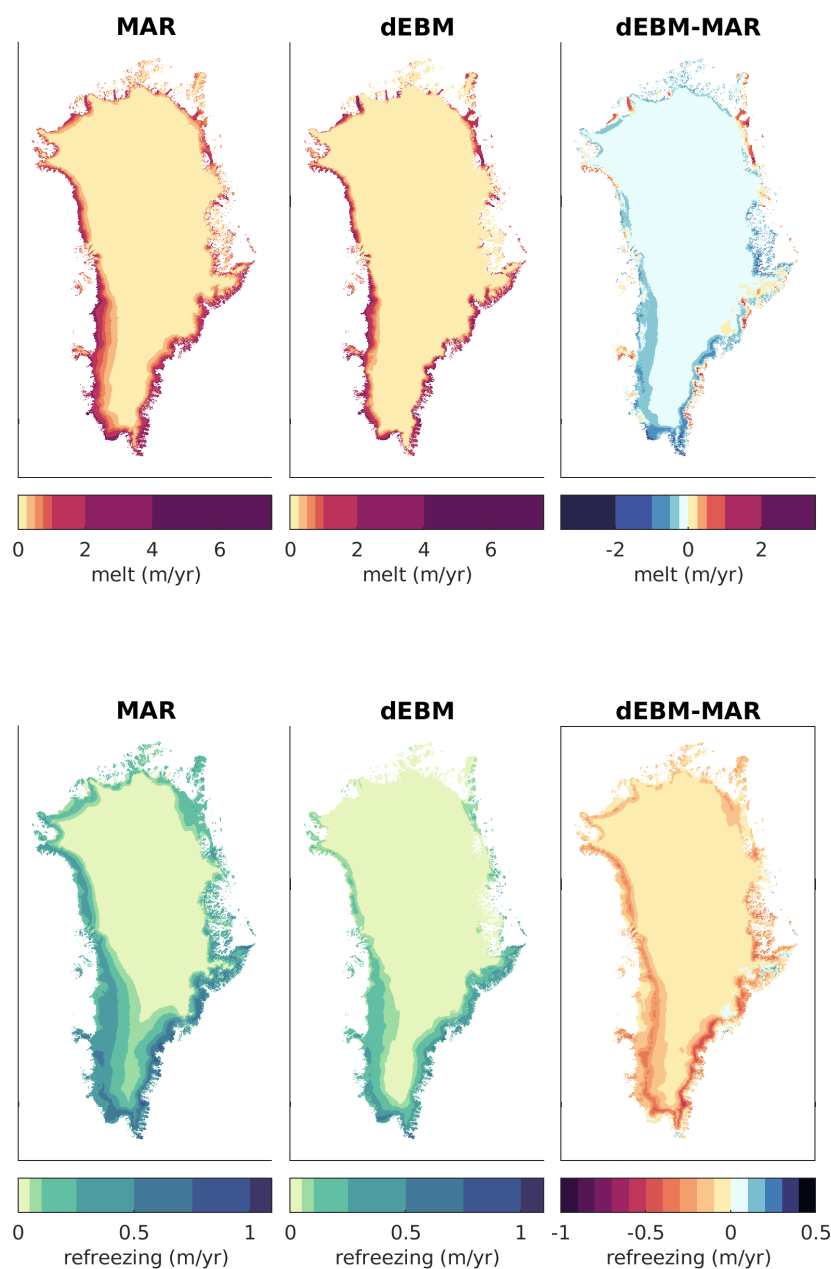 MAR dEBM dEBM-MAR
0 2 4 6 0 2 4 6 -2 0 2
melt (m/yr) melt (m/yr) melt (m/yr)
MAR dEBM dEBM-MAR
0 0.5 1 0 0.5 1 -1 -0.5 0 0.5
refreezing (m/yr) refreezing (m/yr) refreezing (m/yr)